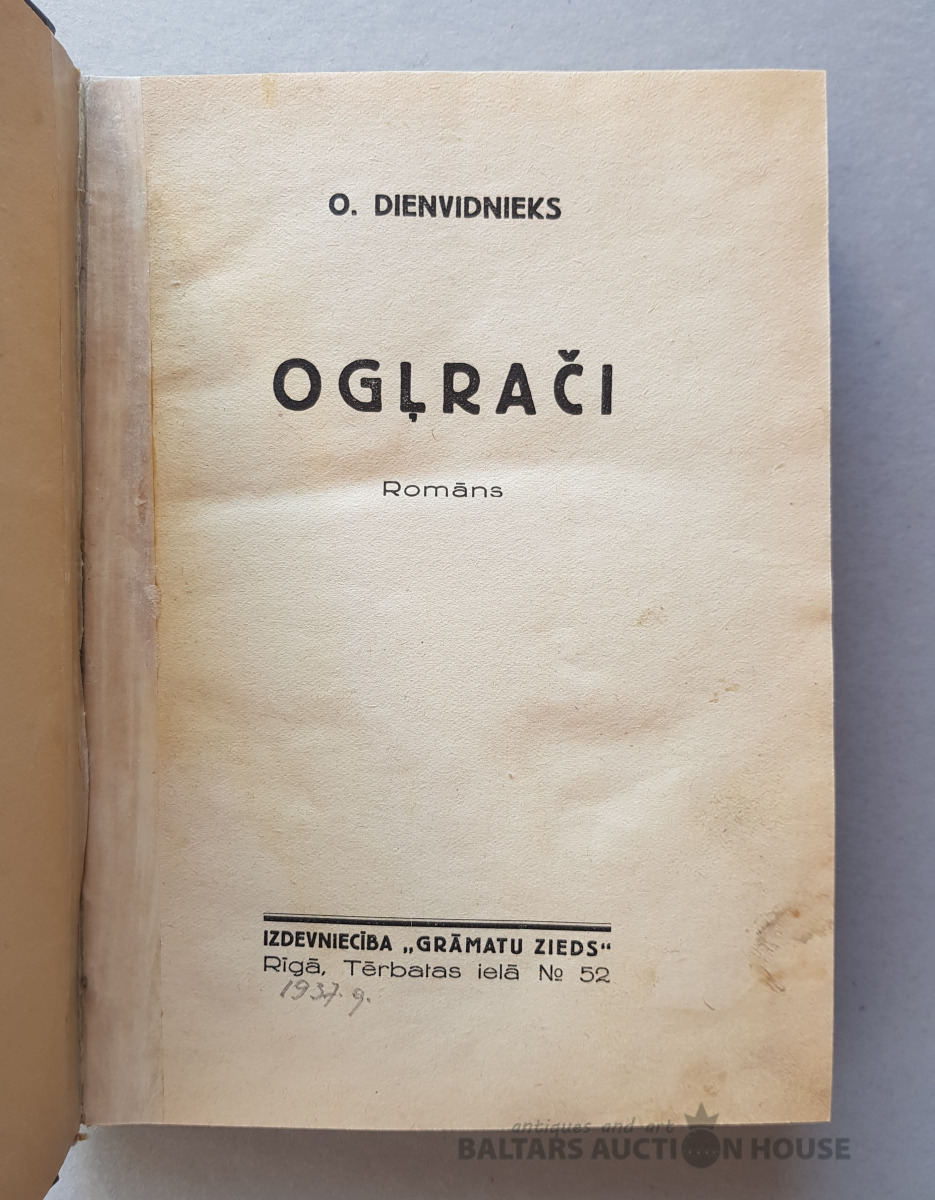 O. DIENVIDNIEKS
OGĻRAČI
Romāns
IZDEVNIECĪBA „GRĀMATU ZIEDS“
Rīgā, Tērbatas ielā № 52
1937. g.
antiques and art
BALTARS AUCTION HOUSE